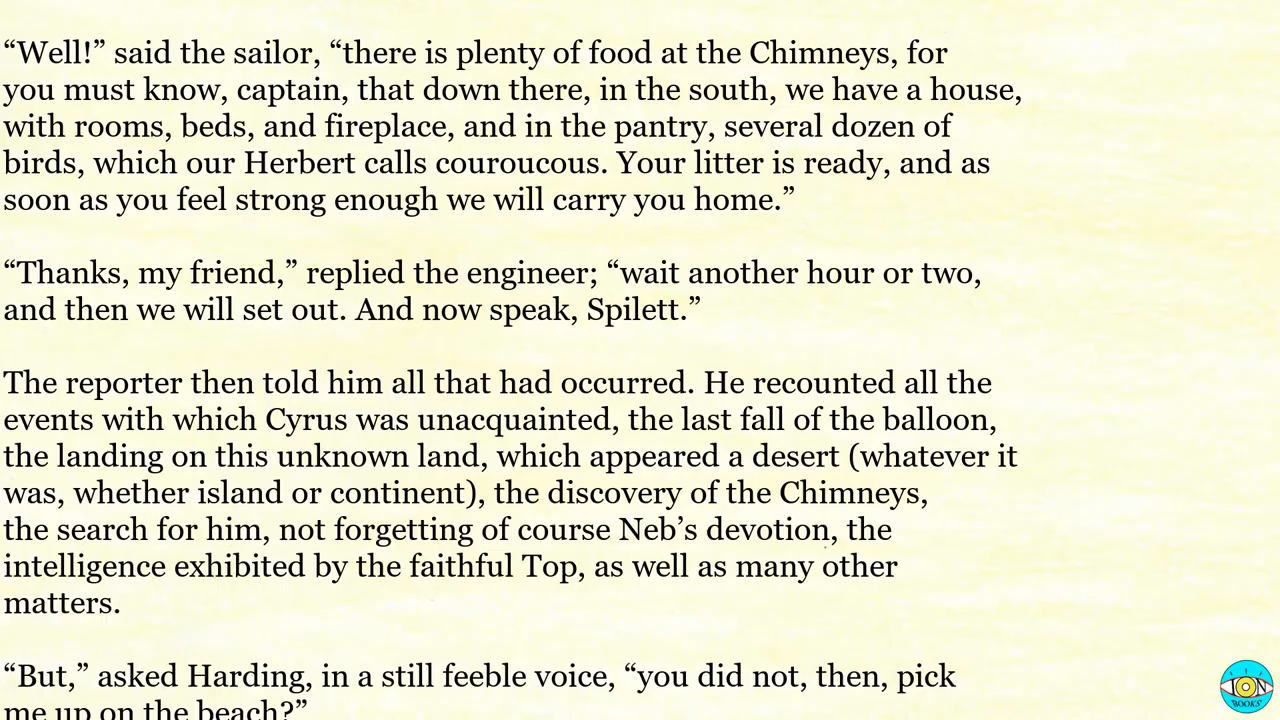 “Well!” said the sailor, “there is plenty of food at the Chimneys, for
you must know, captain, that down there, in the south, we have a house,
with rooms, beds, and fireplace, and in the pantry, several dozen of
birds, which our Herbert calls couroucous. Your litter is ready, and as
soon as you feel strong enough we will carry you home.”
“Thanks, my friend,” replied the engineer; “wait another hour or two,
and then we will set out. And now speak, Spilett.”
The reporter then told him all that had occurred. He recounted all the
events with which Cyrus was unacquainted, the last fall of the balloon,
the landing on this unknown land, which appeared a desert (whatever it
was, whether island or continent), the discovery of the Chimneys,
the search for him, not forgetting of course Neb’s devotion, the
intelligence exhibited by the faithful Top, as well as many other
matters.
“But,” asked Harding, in a still feeble voice, “you did not, then, pick
me up on the beach?”
ION
BOOKS